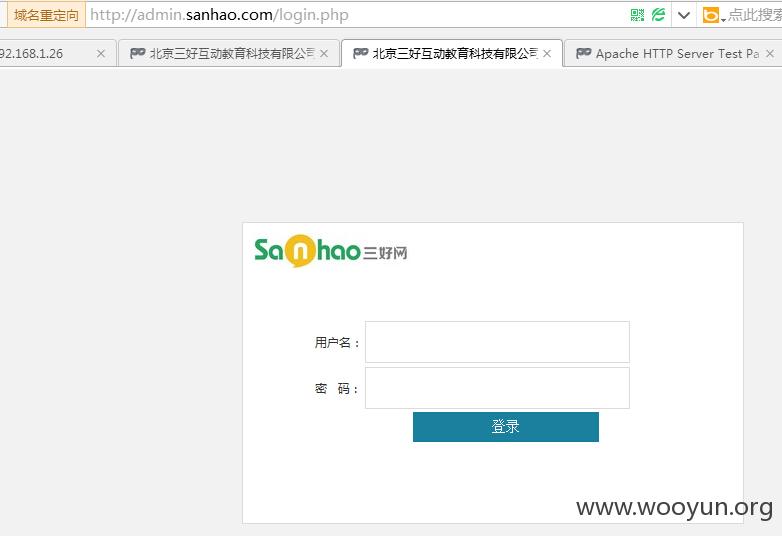 域名重定向 http://admin.sanhao.com/login.php 点此搜索
92.168.1.26 北京三好互动教育科技有限公司 北京三好互动教育科技有限公司 Apache HTTP Server Test Pa
Sanhao 三好网
用户名：
密 码：
登录
www.wooyun.org